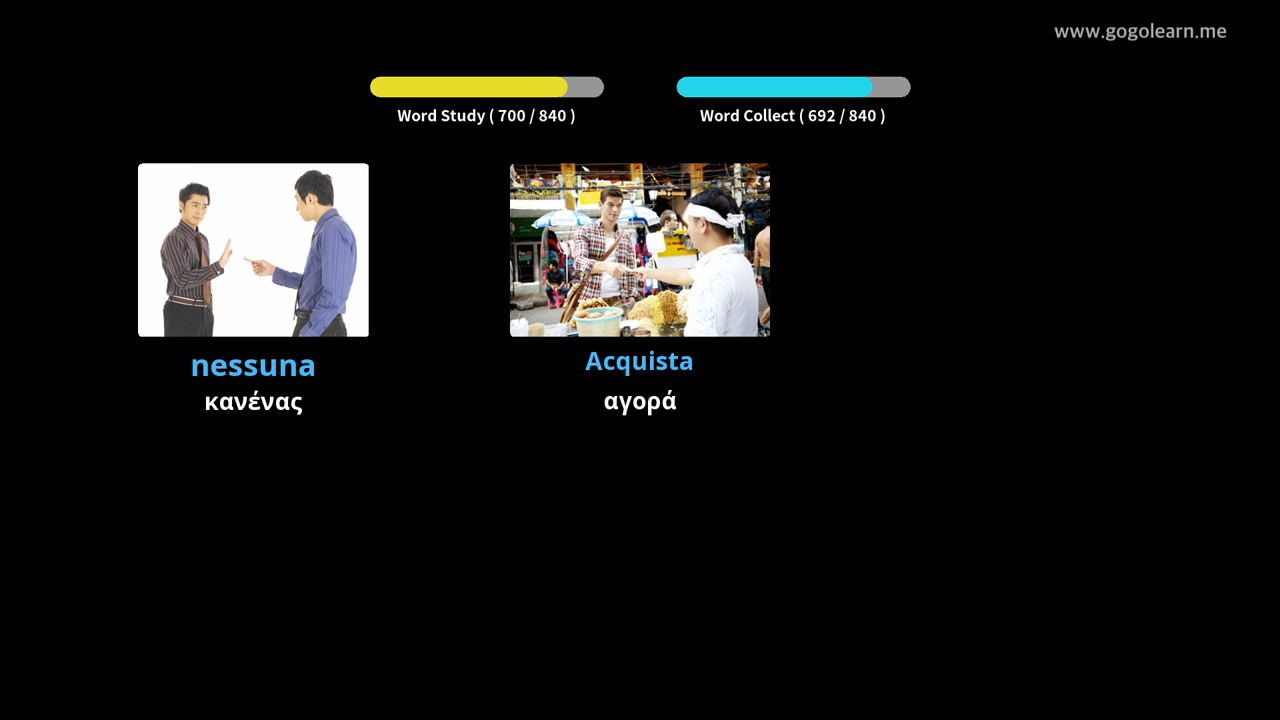 www.gogolearn.me
Word Study ( 700 / 840 )
Word Collect ( 692 / 840 )
nessuna
κανένας
Acquista
αγορά